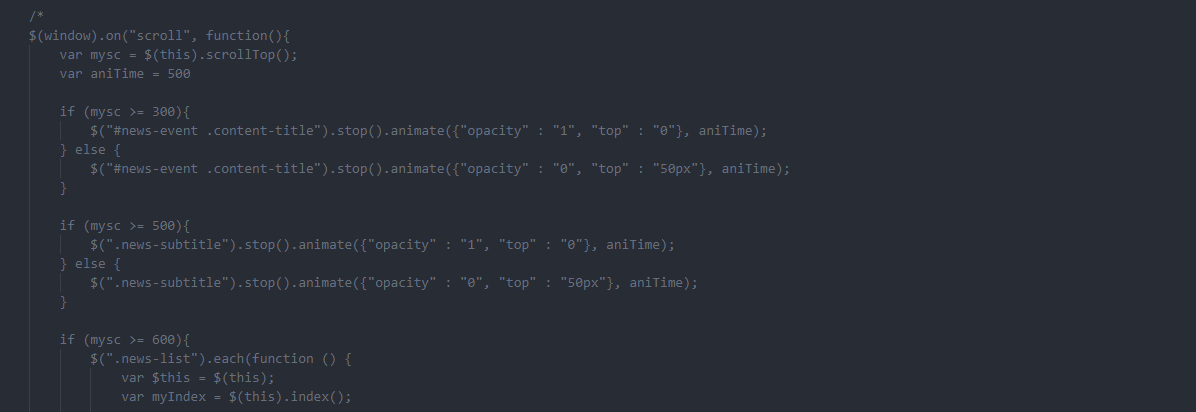 /*
$(window).on("scroll", function(){
    var mysc = $(this).scrollTop();
    var aniTime = 500

    if (mysc >= 300){
        $("#news-event .content-title").stop().animate({"opacity" : "1", "top" : "0"}, aniTime);
    } else {
        $("#news-event .content-title").stop().animate({"opacity" : "0", "top" : "50px"}, aniTime);
    }

    if (mysc >= 500){
        $(".news-subtitle").stop().animate({"opacity" : "1", "top" : "0"}, aniTime);
    } else {
        $(".news-subtitle").stop().animate({"opacity" : "0", "top" : "50px"}, aniTime);
    }

    if (mysc >= 600){
        $(".news-list").each(function () {
            var $this = $(this);
            var myIndex = $(this).index();